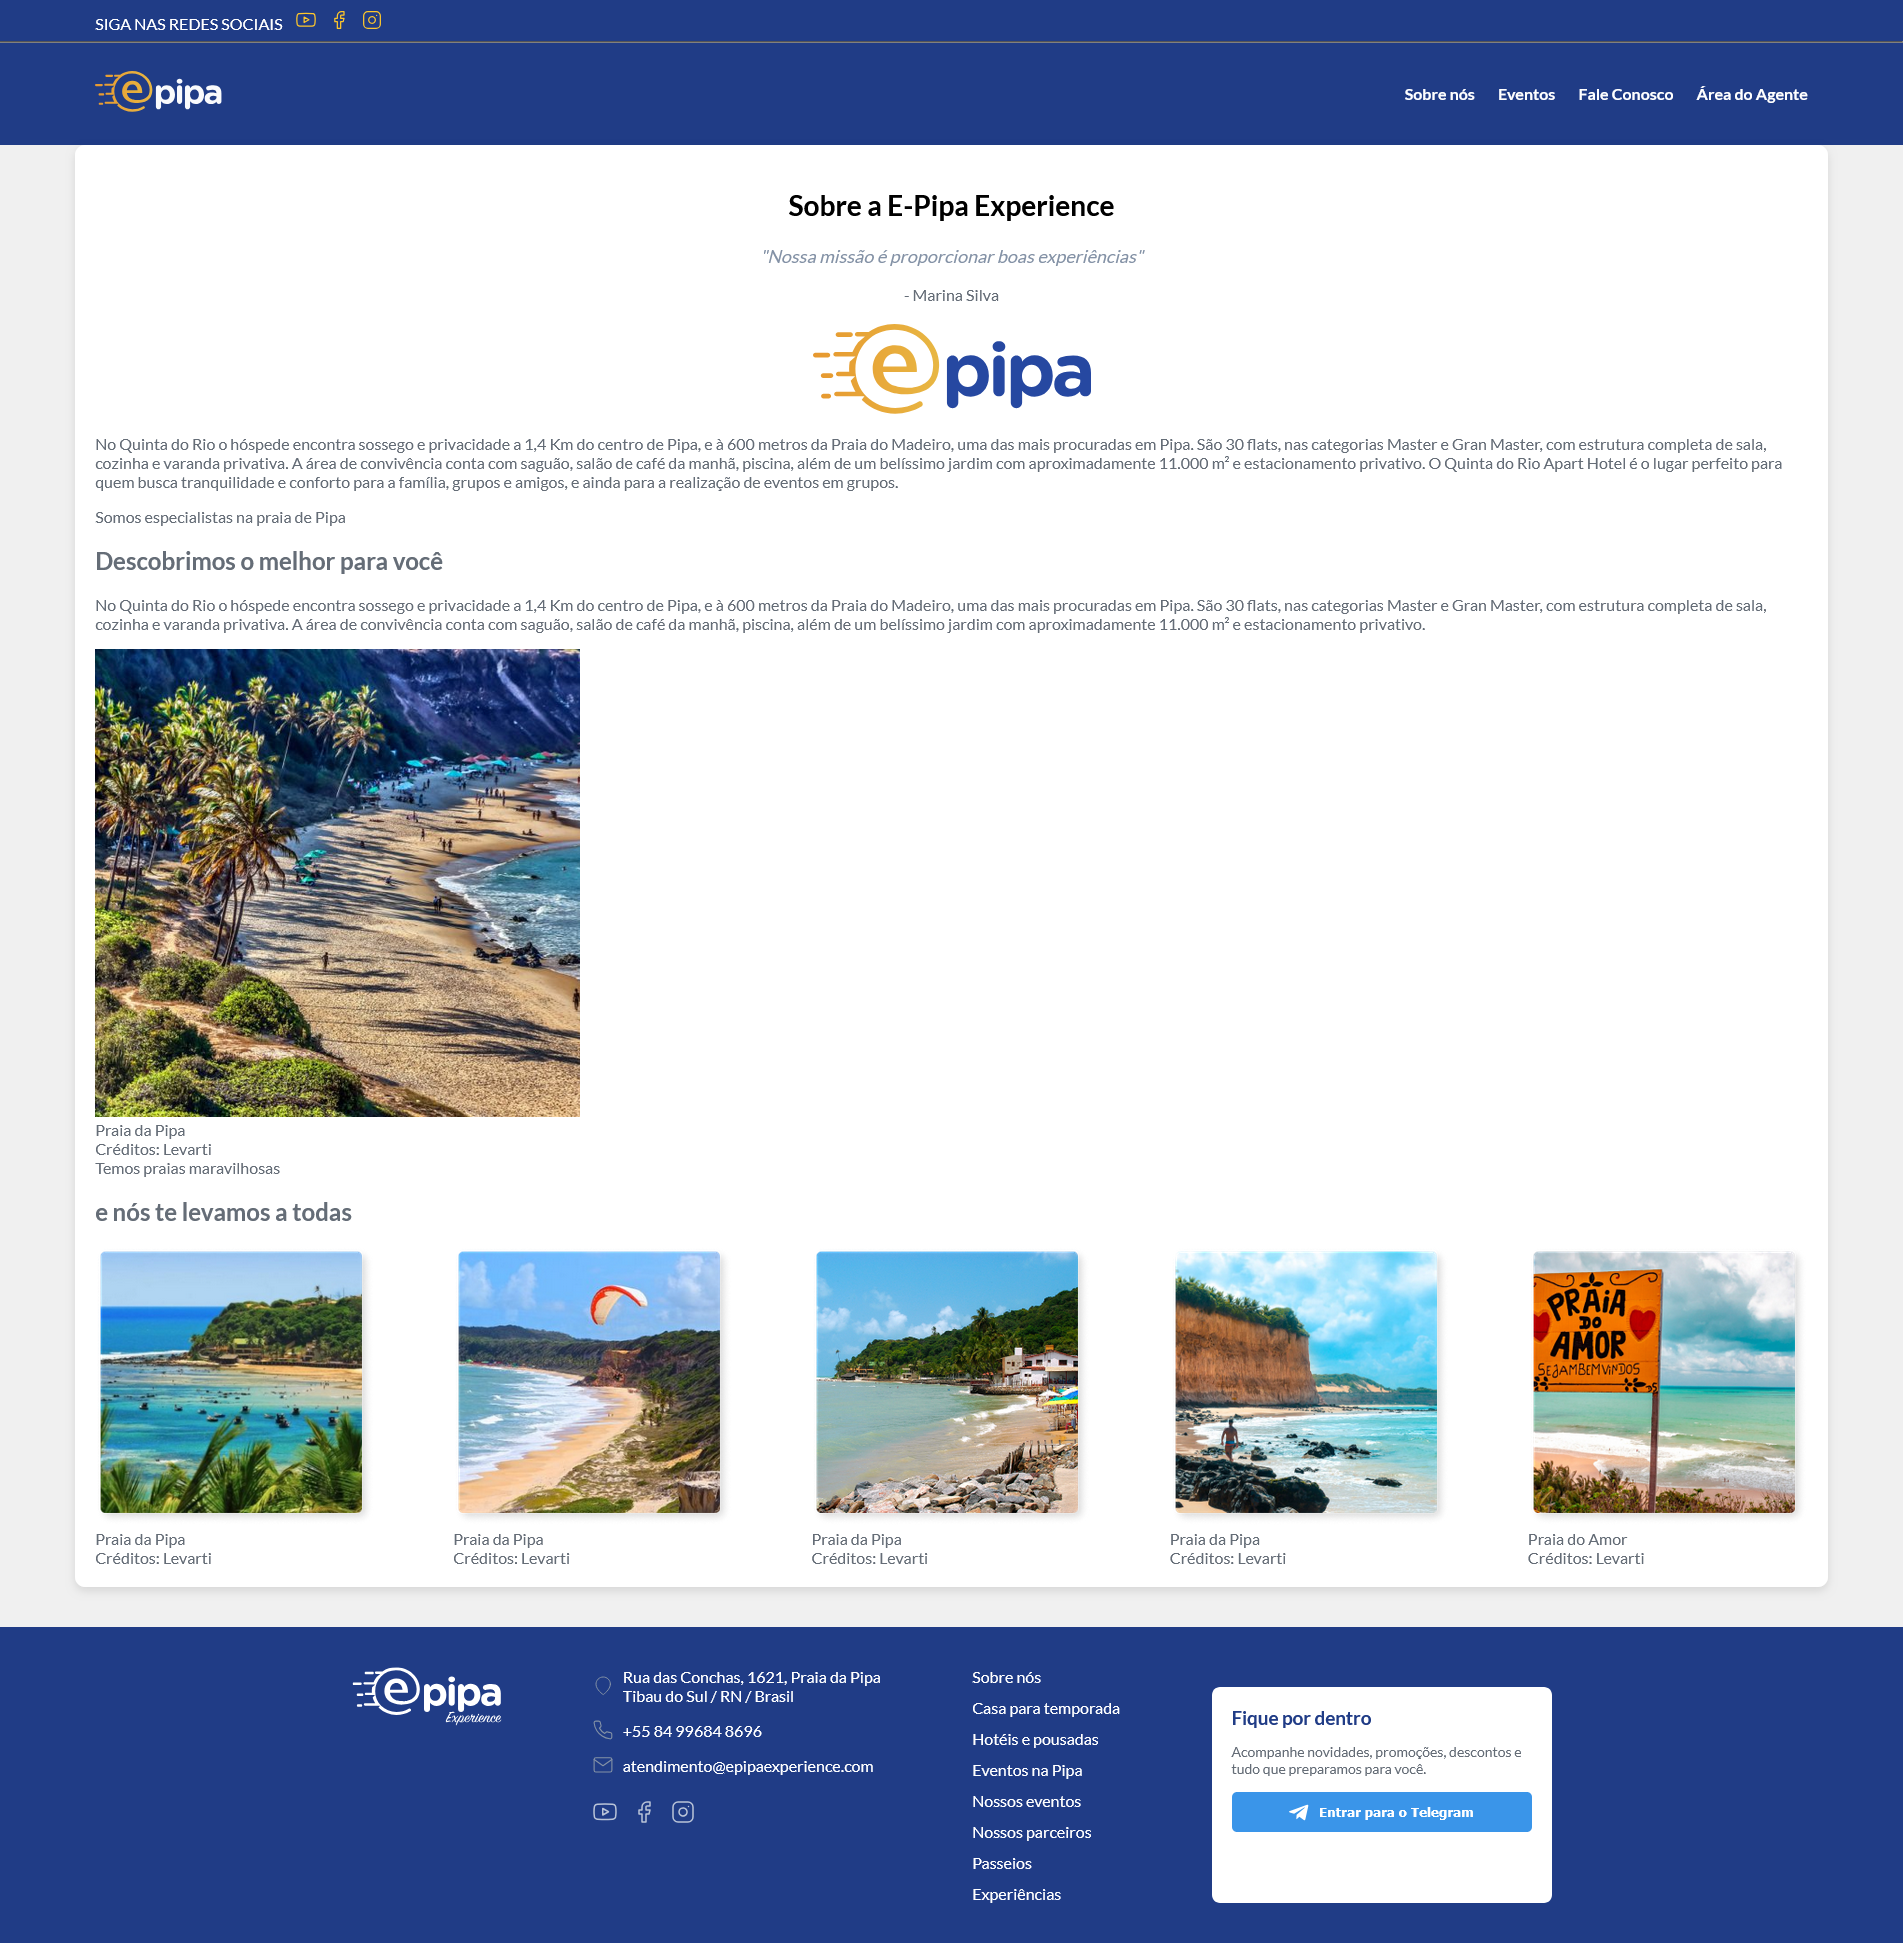 SIGA NAS REDES SOCIAIS
epipa
Sobre nós Eventos Fale Conosco Área do Agente
Sobre a E-Pipa Experience
"Nossa missão é proporcionar boas experiências"
- Marina Silva
epipa
No Quinta do Rio o hóspede encontra sossego e privacidade a 1,4 Km do centro de Pipa, e à 600 metros da Praia do Madeiro, uma das mais procuradas em Pipa. São 30 flats, nas categorias Master e Gran Master, com estrutura completa de sala,
cozinha e varanda privativa. A área de convivência conta com saguão, salão de café da manhã, piscina, além de um belíssimo jardim com aproximadamente 11.000 m² e estacionamento privativo. O Quinta do Rio Apart Hotel é o lugar perfeito para
quem busca tranquilidade e conforto para a família, grupos e amigos, e ainda para a realização de eventos em grupos.
Somos especialistas na praia de Pipa
Descobrimos o melhor para você
No Quinta do Rio o hóspede encontra sossego e privacidade a 1,4 Km do centro de Pipa, e à 600 metros da Praia do Madeiro, uma das mais procuradas em Pipa. São 30 flats, nas categorias Master e Gran Master, com estrutura completa de sala,
cozinha e varanda privativa. A área de convivência conta com saguão, salão de café da manhã, piscina, além de um belíssimo jardim com aproximadamente 11.000 m² e estacionamento privativo.
Praia da Pipa
Créditos: Levarti
Temos praias maravilhosas
e nós te levamos a todas
PRAiA
DO
AMOR
SEJAM BEM ViNDOS
Praia da Pipa
Créditos: Levarti
Praia da Pipa
Créditos: Levarti
Praia da Pipa
Créditos: Levarti
Praia da Pipa
Créditos: Levarti
Praia do Amor
Créditos: Levarti
epipa
Experience
Rua das Conchas, 1621, Praia da Pipa
Tibau do Sul / RN / Brasil
+55 84 99684 8696
atendimento@epipaexperience.com
Sobre nós
Casa para temporada
Hotéis e pousadas
Eventos na Pipa
Nossos eventos
Nossos parceiros
Passeios
Experiências
Fique por dentro
Acompanhe novidades, promoções, descontos e
tudo que preparamos para você.
Entrar para o Telegram